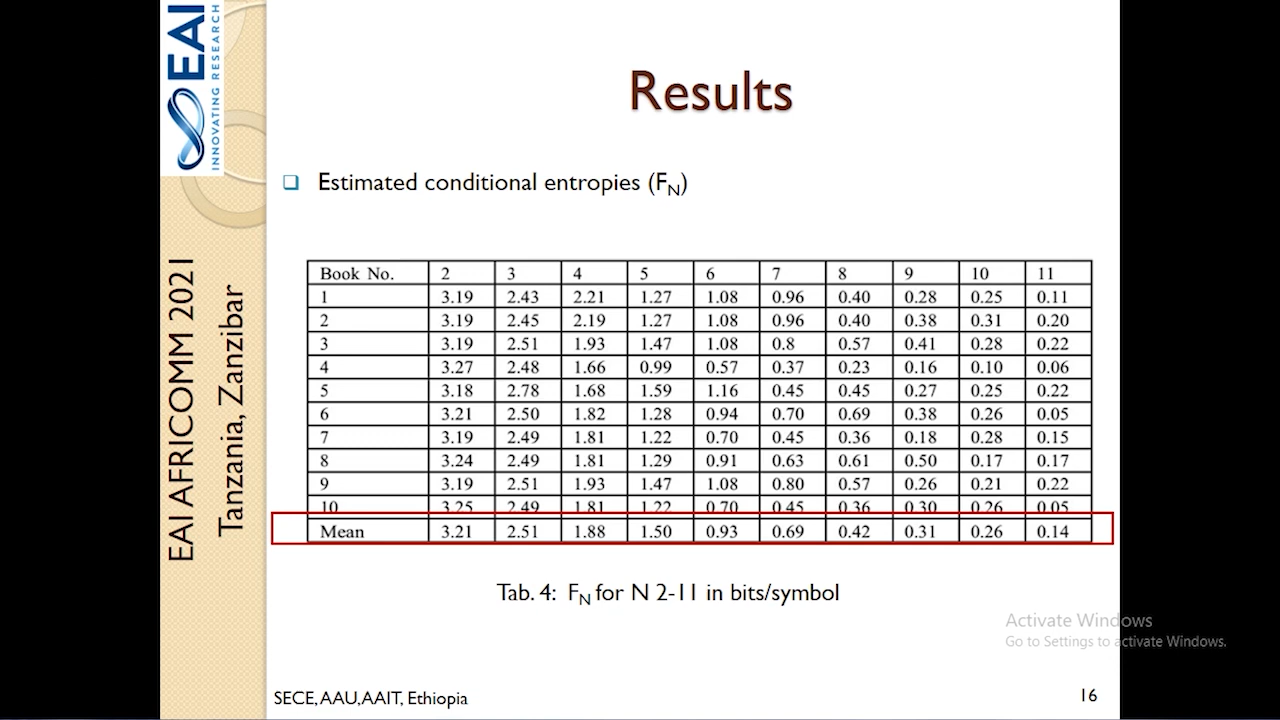 EAI
INNOVATING RESEARCH
EAI AFRICOMM 2021
Tanzania, Zanzibar
Results
Estimated conditional entropies (FN)
Book No. 2 3 4 5 6 7 8 9 10 11
1 3.19 2.43 2.21 1.27 1.08 0.96 0.40 0.28 0.25 0.11
2 3.19 2.45 2.19 1.27 1.08 0.96 0.40 0.38 0.31 0.20
3 3.19 2.51 1.93 1.47 1.08 0.8 0.57 0.41 0.28 0.22
4 3.27 2.48 1.66 0.99 0.57 0.37 0.23 0.16 0.10 0.06
5 3.18 2.78 1.68 1.59 1.16 0.45 0.45 0.27 0.25 0.22
6 3.21 2.50 1.82 1.28 0.94 0.70 0.69 0.38 0.26 0.05
7 3.19 2.49 1.81 1.22 0.70 0.45 0.36 0.18 0.28 0.15
8 3.24 2.49 1.81 1.29 0.91 0.63 0.61 0.50 0.17 0.17
9 3.19 2.51 1.93 1.47 1.08 0.80 0.57 0.26 0.21 0.22
10 3.25 2.49 1.81 1.22 0.70 0.45 0.36 0.30 0.26 0.05
Mean 3.21 2.51 1.88 1.50 0.93 0.69 0.42 0.31 0.26 0.14
Tab. 4: FN for N 2-11 in bits/symbol
Activate Windows
Go to Settings to activate Windows.
SECE, AAU,AAIT, Ethiopia
16